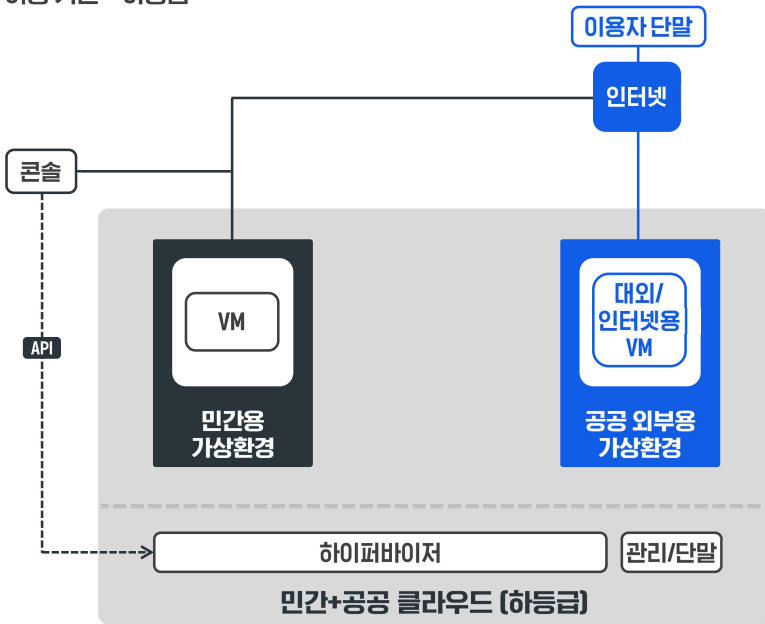 이용자 단말
인터넷
콘솔
VM
대외/
인터넷용
VM
API
민간용
가상환경
공공 외부용
가상환경
하이퍼바이저
관리/단말
민간+공공 클라우드 (하등급)